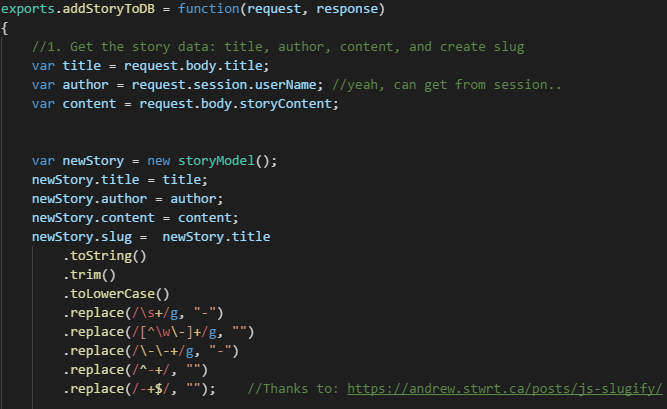 exports.addStoryToDB = function(request, response)
{
    //1. Get the story data: title, author, content, and create slug
    var title = request.body.title;
    var author = request.session.userName; //yeah, can get from session..
    var content = request.body.storyContent;
    var newStory = new storyModel();
    newStory.title = title;
    newStory.author = author;
    newStory.content = content;
    newStory.slug =  newStory.title
        .toString()
        .trim()
        .toLowerCase()
        .replace(/\s+/g, "-")
        .replace(/[^\w\-]+/g, "")
        .replace(/\-\-+/g, "-")
        .replace(/^-+/, "")
        .replace(/-+$/, "");    //Thanks to: https://andrew.stwrt.ca/posts/js-slugify/